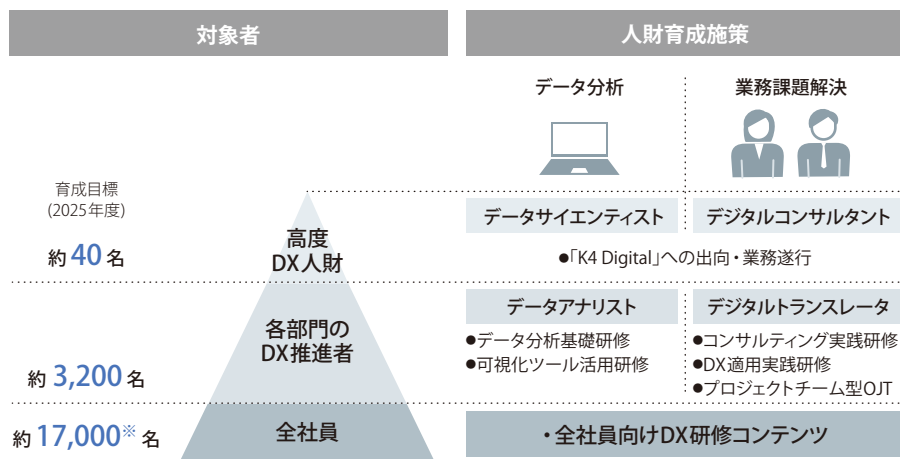 対象者
人財育成施策
データ分析
業務課題解決
育成目標
(2025年度)
データサイエンティスト
デジタルコンサルタント
約40名
高度
DX人財
●「K4 Digital」への出向・業務遂行
データアナリスト
デジタルトランスレータ
各部門の
DX推進者
●データ分析基礎研修
●可視化ツール活用研修
●コンサルティング実践研修
●DX適用実践研修
●プロジェクトチーム型OJT
約3,200名
約17,000※名
全社員
・全社員向けDX研修コンテンツ